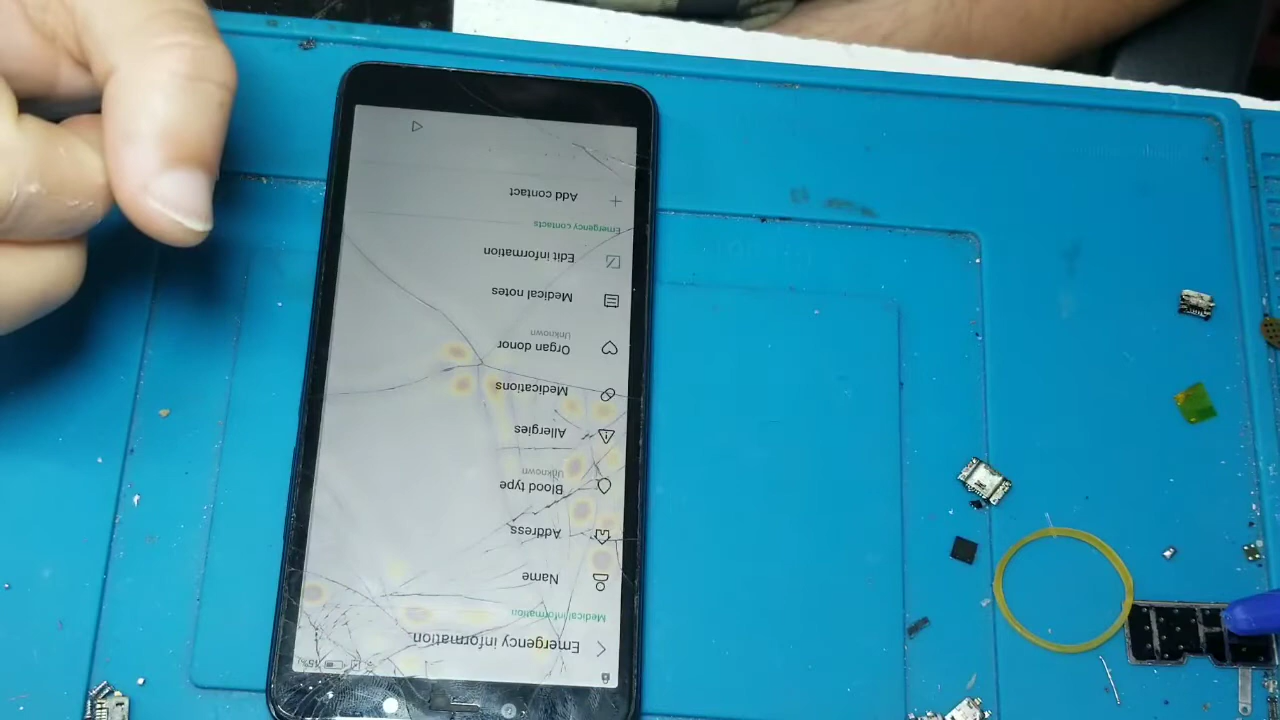 45%
Emergency information
Medical information
Name
Address
Blood type
Unknown
Allergies
Medications
Organ donor
Unknown
Medical notes
Edit information
Emergency contacts
Add contact